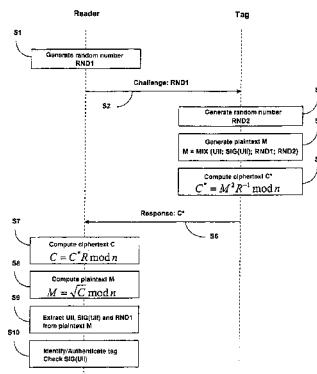 Reader
Tag
S1
Generate random number
RND1
Challenge: RND1
S2
S
Generate random number
RND2
S
Generate plaintext M
M = MIX (UII; SIG(UII); RND1; RND2)
S
Compute ciphertext C*
C* = M² R⁻¹ mod n
Response: C*
S6
S7
Compute ciphertext C
C = C* R mod n
S8
Compute plaintext M
M = √C mod n
S9
Extract UII, SIG(UII) and RND1
from plaintext M
S10
Identify/Authenticate tag
Check SIG(UII)